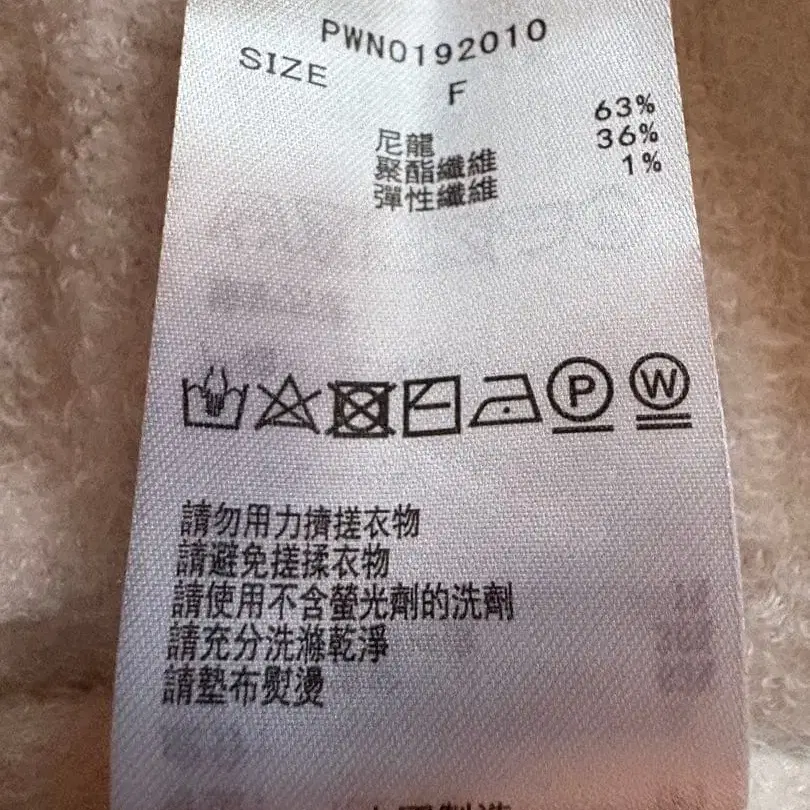 PWN0192010
SIZE F
尼龍 63%
聚酯纖維 36%
彈性纖維 1%
P W
請勿用力擠搓衣物
請避免搓揉衣物
請使用不含螢光劑的洗劑
請充分洗滌乾淨
請墊布熨燙